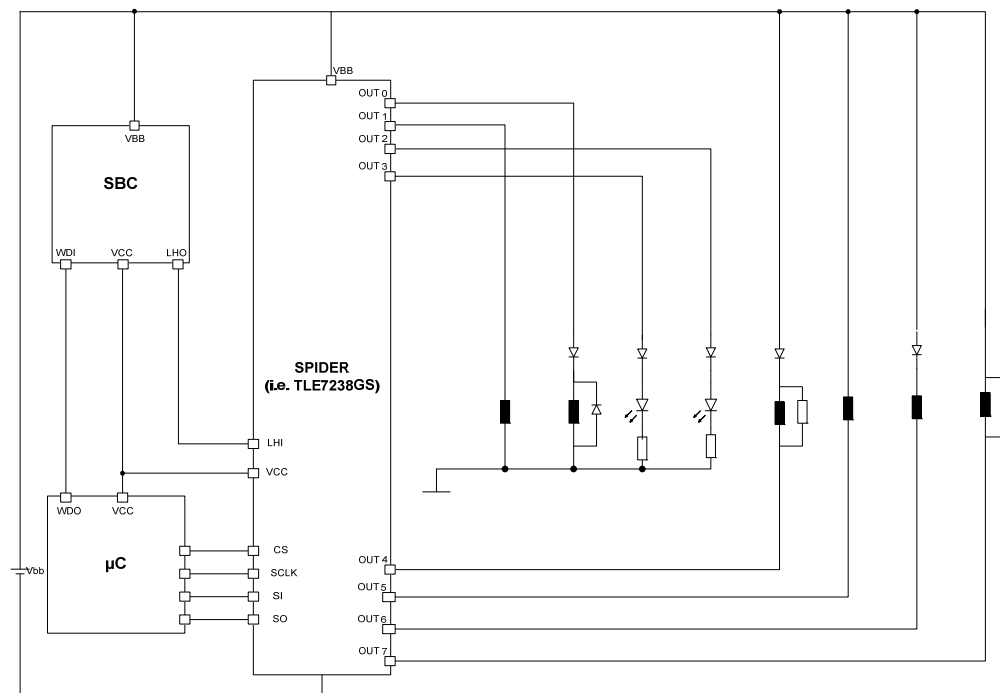 VBB
OUT 0
OUT 1
OUT 2
OUT 3
VBB
SBC
WDI VCC LHO
SPIDER
(i.e. TLE7238GS)
LHI
VCC
WDO VCC
µC
CS
SCLK
SI
SO
Vbb
OUT 4
OUT 5
OUT 6
OUT 7